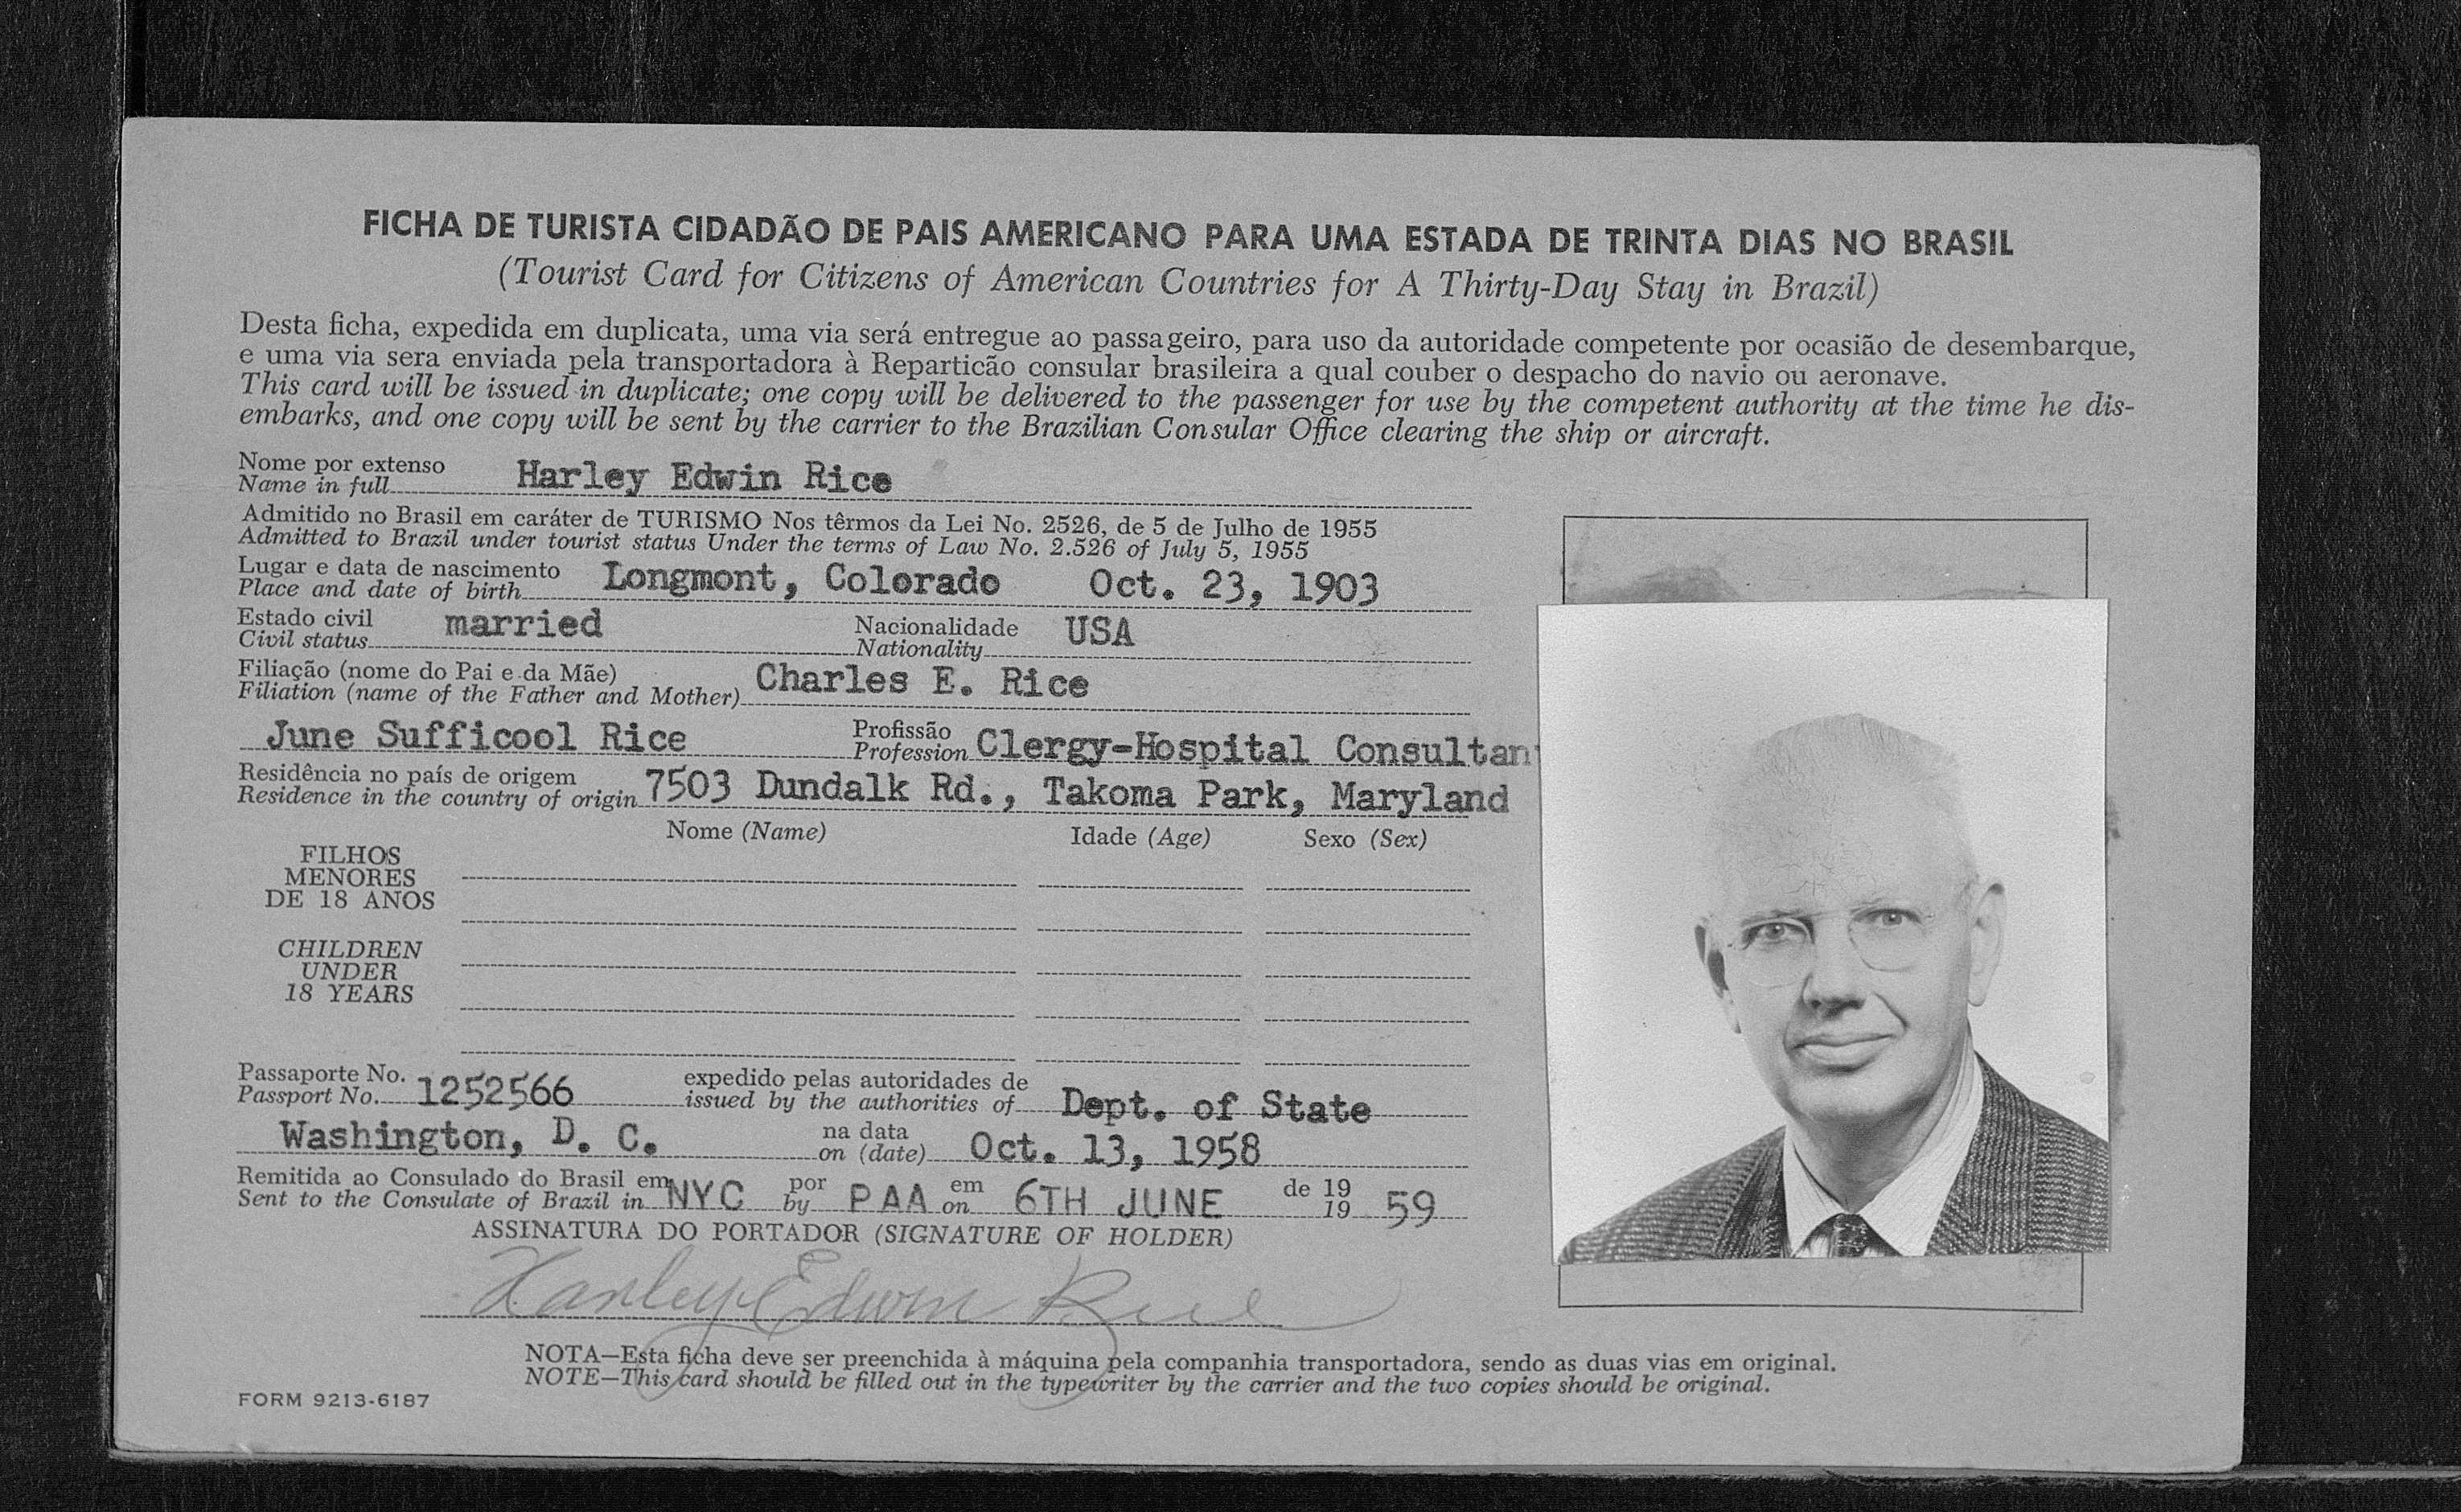 FICHA DE TURISTA CIDADÃO DE PAIS AMERICANO PARA UMA ESTADA DE TRINTA DIAS NO BRASIL
(Tourist Card for Citizens of American Countries for A Thirty-Day Stay in Brazil)
Desta ficha, expedida em duplicata, uma via será entregue ao passageiro, para uso da autoridade competente por ocasião de desembarque,
e uma via sera enviada pela transportadora à Reparticão consular brasileira a qual couber o despacho do navio ou aeronave.
This card will be issued in duplicate; one copy will be delivered to the passenger for use by the competent authority at the time he dis-
embarks, and one copy will be sent by the carrier to the Brazilian Consular Office clearing the ship or aircraft.
Nome por extenso
Name in full Harley Edwin Rice
Admitido no Brasil em caráter de TURISMO Nos têrmos da Lei No. 2526, de 5 de Julho de 1955
Admitted to Brazil under tourist status Under the terms of Law No. 2.526 of July 5, 1955
Lugar e data de nascimento
Place and date of birth Longmont, Colorado Oct. 23, 1903
Estado civil Nacionalidade
Civil status married Nationality USA
Filiação (nome do Pai e da Mãe)
Filiation (name of the Father and Mother) Charles E. Rice
June Sufficool Rice Profissão
Profession Clergy-Hospital Consultan
Residência no país de origem
Residence in the country of origin 7503 Dundalk Rd., Takoma Park, Maryland
Nome (Name) Idade (Age) Sexo (Sex)
FILHOS
MENORES
DE 18 ANOS
CHILDREN
UNDER
18 YEARS
Passaporte No. expedido pelas autoridades de
Passport No. 1252566 issued by the authorities of Dept. of State
Washington, D. C. na data
on (date) Oct. 13, 1958
Remitida ao Consulado do Brasil em por em de 19
Sent to the Consulate of Brazil in NYC by PAA on 6TH JUNE 19 59
ASSINATURA DO PORTADOR (SIGNATURE OF HOLDER)
Harley Edwin Rice
NOTA—Esta ficha deve ser preenchida à máquina pela companhia transportadora, sendo as duas vias em original.
NOTE—This card should be filled out in the typewriter by the carrier and the two copies should be original.
FORM 9213-6187